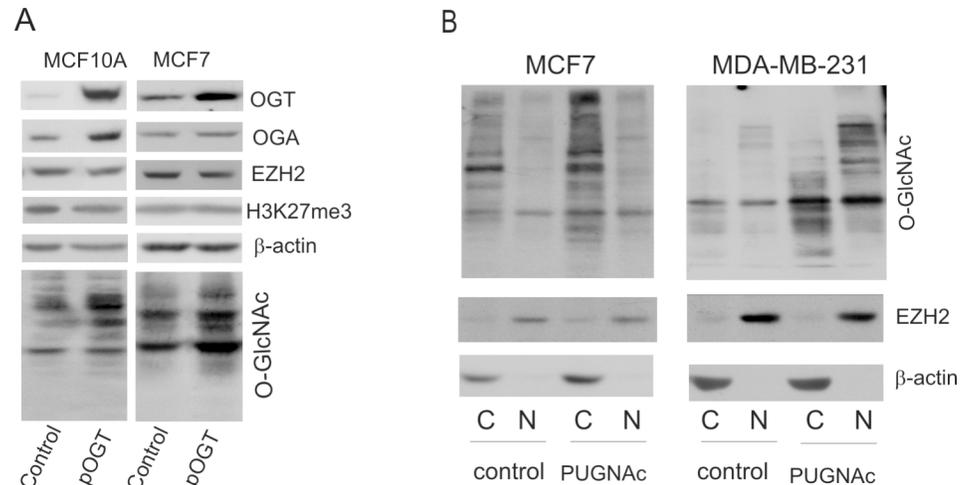 A
MCF10A MCF7
OGT
OGA
EZH2
H3K27me3
β-actin
O-GlcNAc
Control pOGT Control pOGT
B
MCF7 MDA-MB-231
O-GlcNAc
EZH2
β-actin
C N C N C N C N
control PUGNAc control PUGNAc